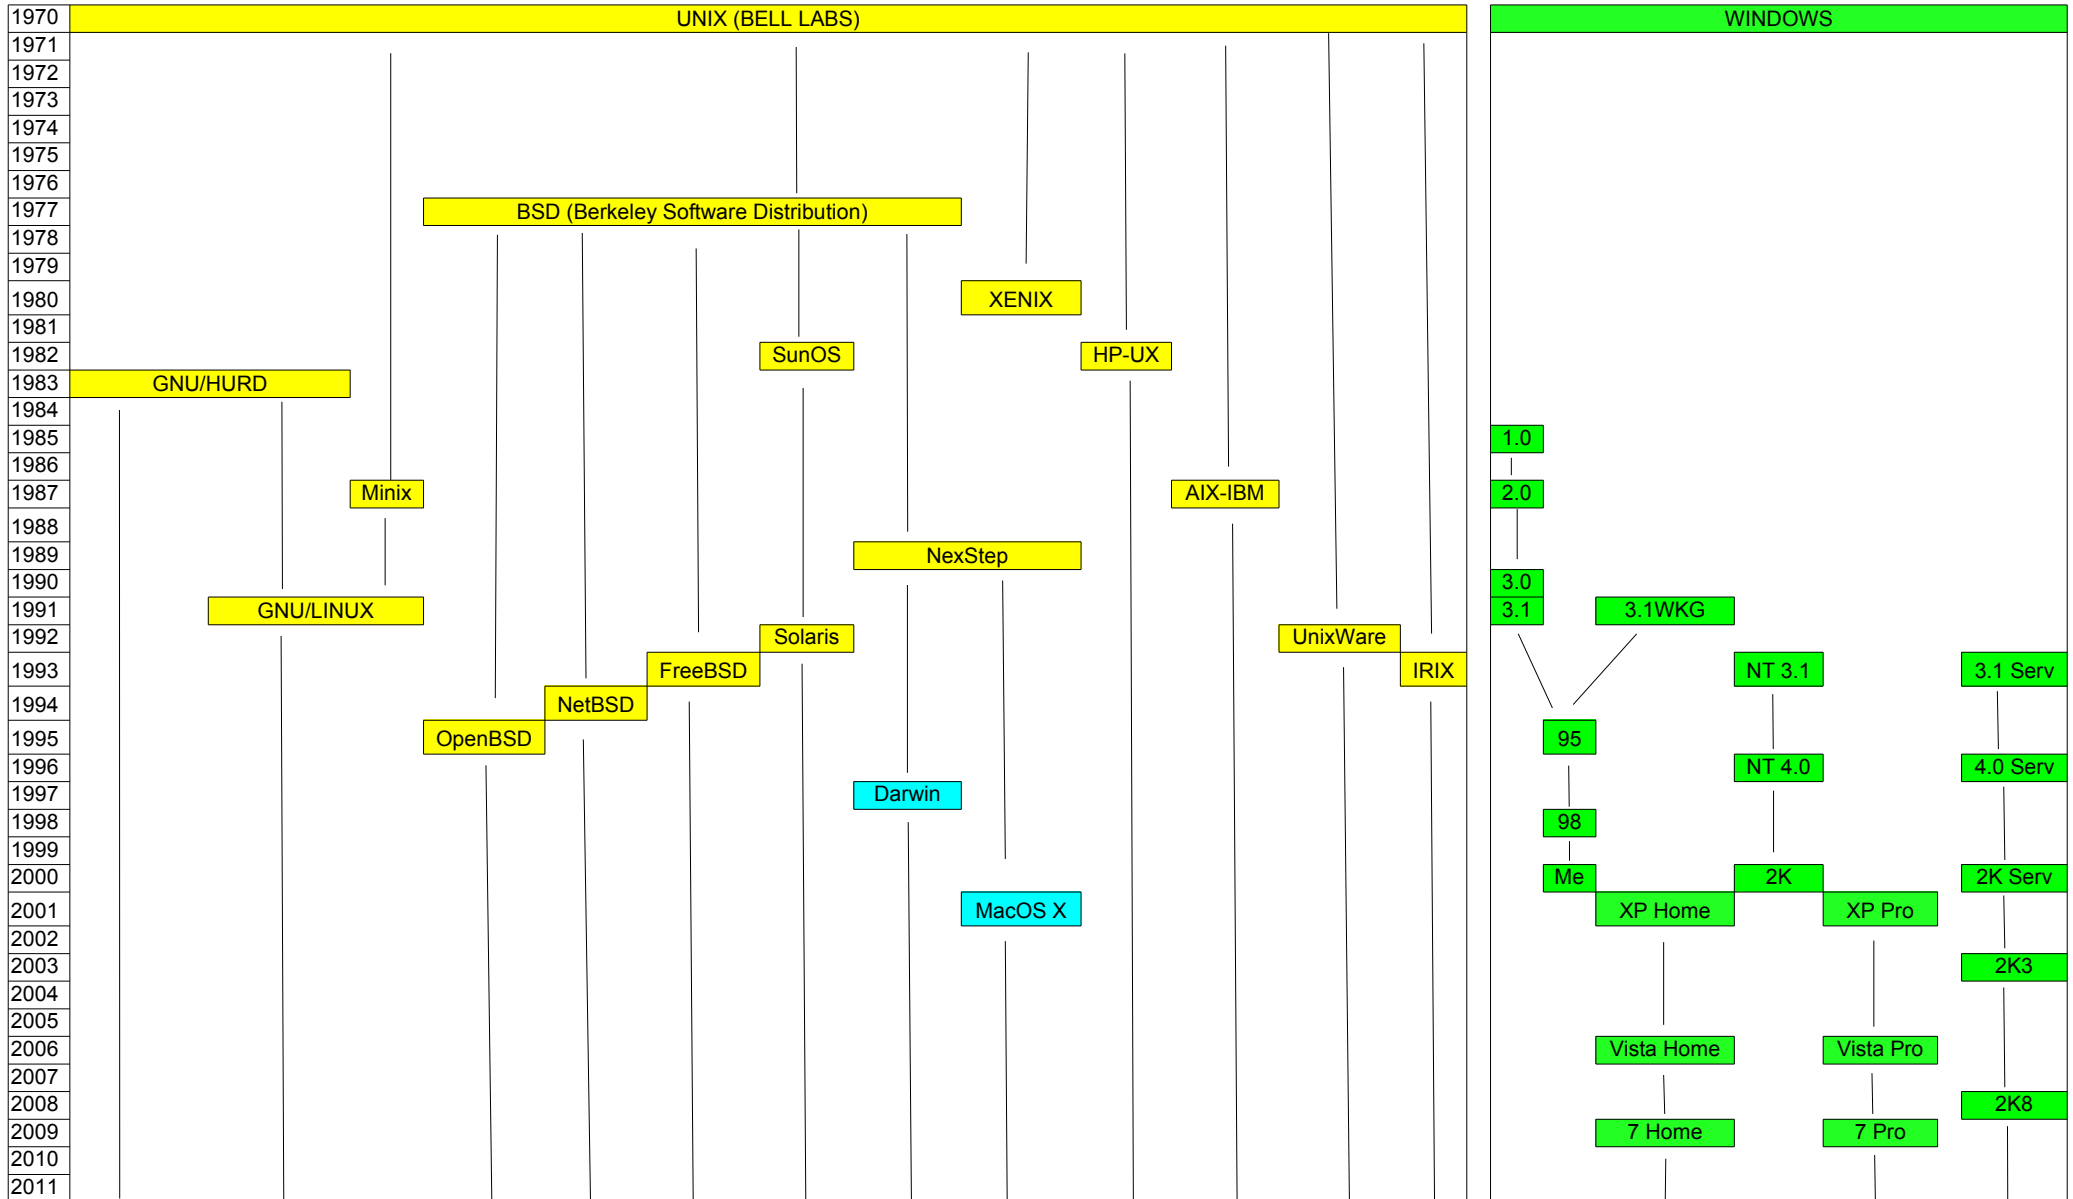 1970 UNIX (BELL LABS) WINDOWS
1971
1972
1973
1974
1975
1976
1977 BSD (Berkeley Software Distribution)
1978
1979
1980 XENIX
1981
1982 SunOS HP-UX
1983 GNU/HURD
1984
1985 1.0
1986
1987 Minix AIX-IBM 2.0
1988
1989 NexStep
1990 3.0
1991 GNU/LINUX 3.1 3.1WKG
1992 Solaris UnixWare
1993 FreeBSD IRIX NT 3.1 3.1 Serv
1994 NetBSD
1995 OpenBSD 95
1996 NT 4.0 4.0 Serv
1997 Darwin
1998 98
1999
2000 Me 2K 2K Serv
2001 MacOS X XP Home XP Pro
2002
2003 2K3
2004
2005
2006 Vista Home Vista Pro
2007
2008 2K8
2009 7 Home 7 Pro
2010
2011